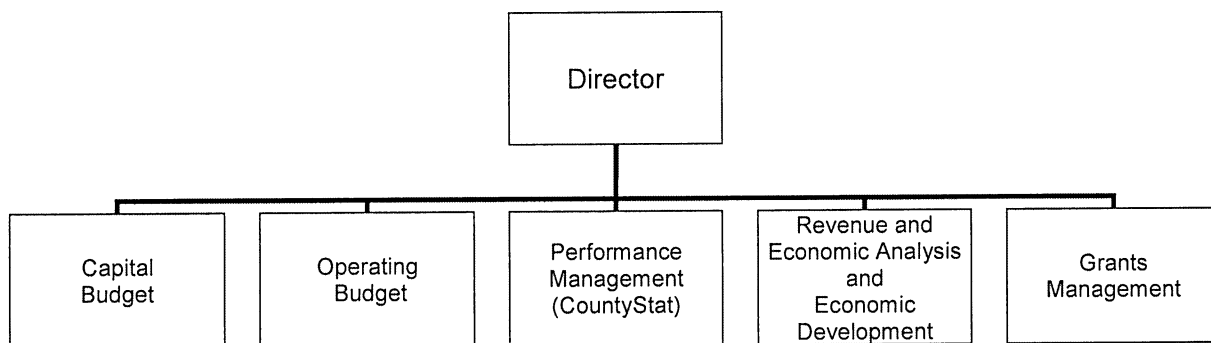 Director
Capital
Budget
Operating
Budget
Performance
Management
(CountyStat)
Revenue and
Economic Analysis
and
Economic
Development
Grants
Management